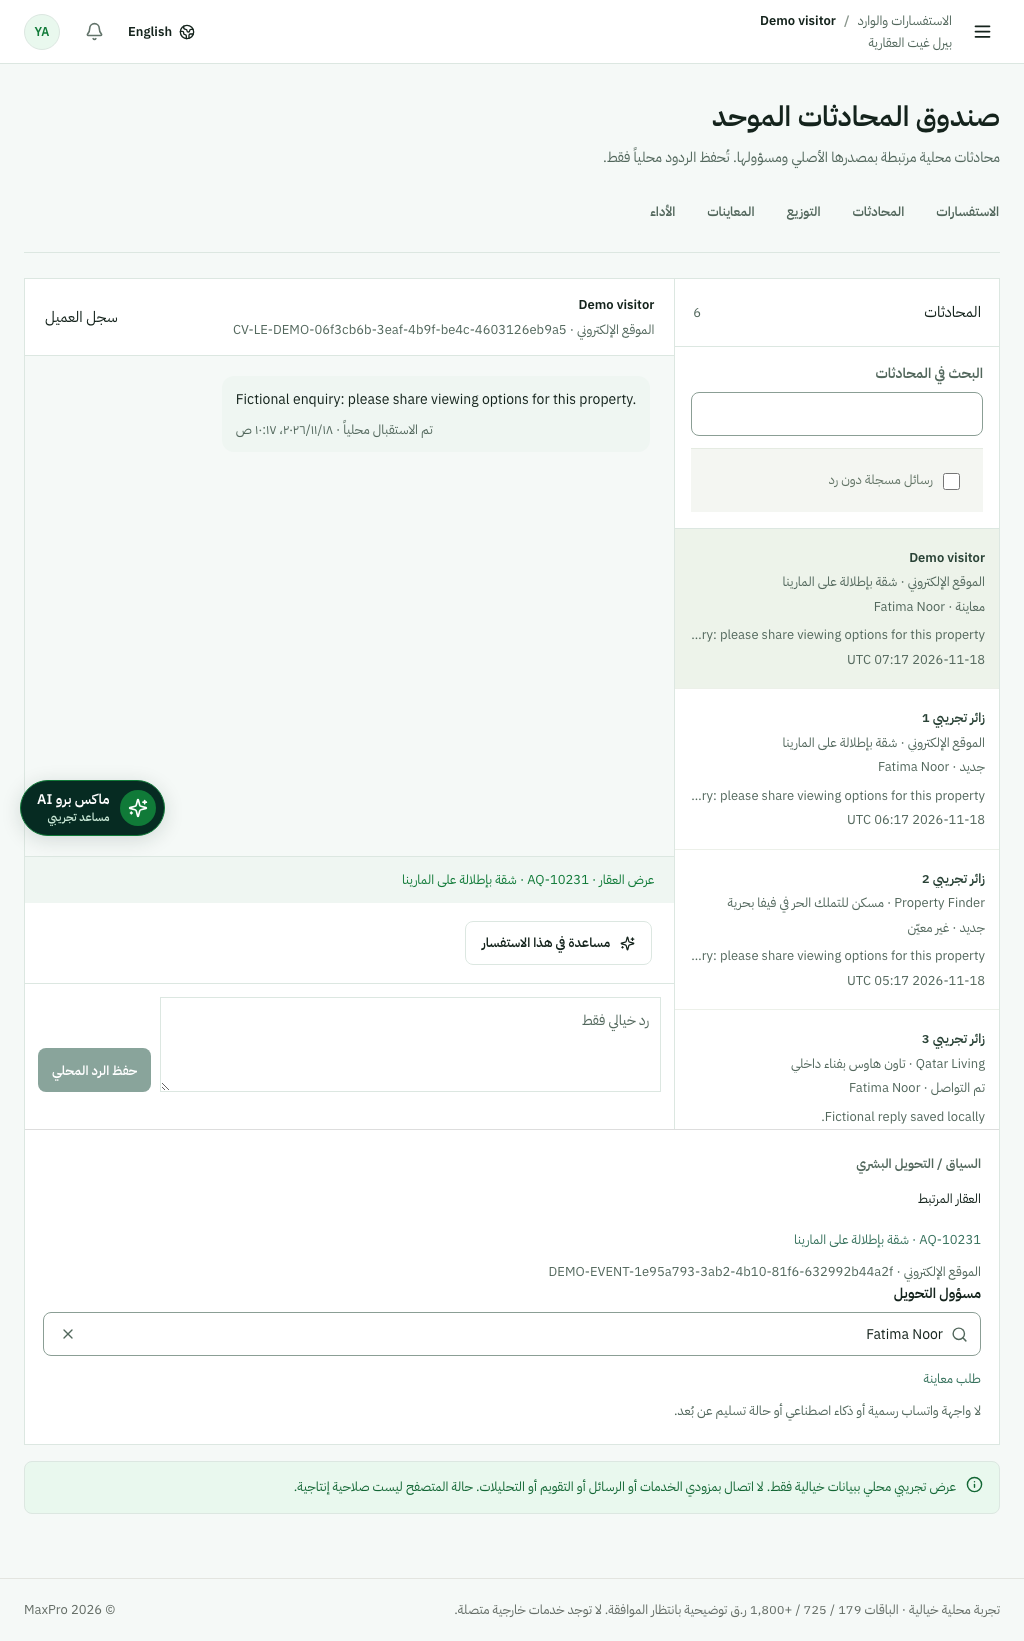 الاستفسارات والوارد / Demo visitor
بيرل غيت العقارية
English
YA
صندوق المحادثات الموحد
محادثات محلية مرتبطة بمصدرها الأصلي ومسؤولها. تُحفظ الردود محلياً فقط.
الاستفسارات
المحادثات
التوزيع
المعاينات
الأداء
المحادثات
6
البحث في المحادثات
رسائل مسجلة دون رد
Demo visitor
الموقع الإلكتروني · شقة بإطلالة على المارينا
معاينة · Fatima Noor
...ry: please share viewing options for this property
UTC 07:17 2026-11-18
زائر تجريبي 1
الموقع الإلكتروني · شقة بإطلالة على المارينا
جديد · Fatima Noor
...ry: please share viewing options for this property
UTC 06:17 2026-11-18
زائر تجريبي 2
Property Finder · مسكن للتملك الحر في فيفا بحرية
جديد · غير معيّن
...ry: please share viewing options for this property
UTC 05:17 2026-11-18
زائر تجريبي 3
Qatar Living · تاون هاوس بفناء داخلي
تم التواصل · Fatima Noor
.Fictional reply saved locally
Demo visitor
الموقع الإلكتروني · CV-LE-DEMO-06f3cb6b-3eaf-4b9f-be4c-4603126eb9a5
سجل العميل
Fictional enquiry: please share viewing options for this property.
تم الاستقبال محلياً · ١٨‏/١١‏/٢٠٢٦، ١٠:١٧ ص
ماكس برو AI
مساعد تجريبي
عرض العقار · AQ-10231 · شقة بإطلالة على المارينا
مساعدة في هذا الاستفسار
رد خيالي فقط
حفظ الرد المحلي
السياق / التحويل البشري
العقار المرتبط
AQ-10231 · شقة بإطلالة على المارينا
الموقع الإلكتروني · DEMO-EVENT-1e95a793-3ab2-4b10-81f6-632992b44a2f
مسؤول التحويل
Fatima Noor
طلب معاينة
لا واجهة واتساب رسمية أو ذكاء اصطناعي أو حالة تسليم عن بُعد.
عرض تجريبي محلي ببيانات خيالية فقط. لا اتصال بمزودي الخدمات أو الرسائل أو التقويم أو التحليلات. حالة المتصفح ليست صلاحية إنتاجية.
تجربة محلية خيالية · الباقات 179 / 725 / +1,800 ر.ق توضيحية بانتظار الموافقة. لا توجد خدمات خارجية متصلة.
© 2026 MaxPro